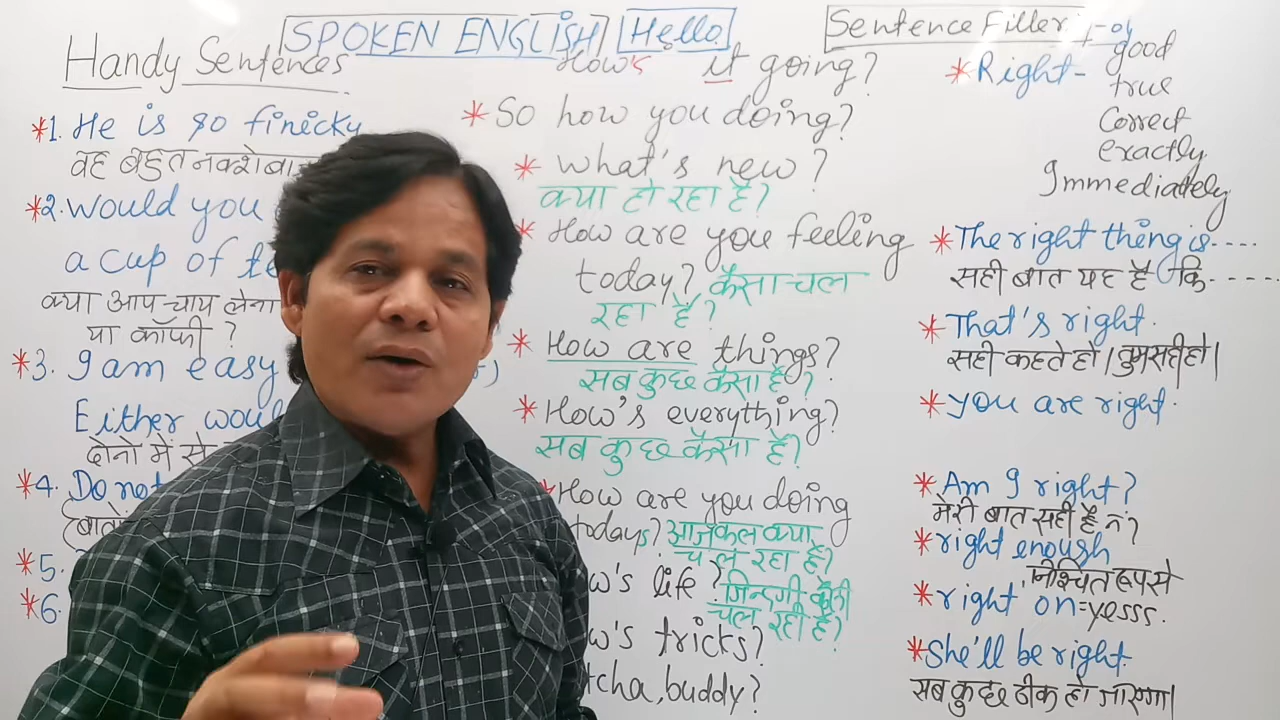 SPOKEN ENGLISH Hello
Handy Sentences
*1. He is so finicky
वह बहुत नक्शेबा
*2. would you
a cup of te
क्या आप चाय लेना
या कॉफी ?
*3. I am easy
Either woul
दोनों में से
*4. Do not
(बातों
*5.
*6
How's it going?
*So how you doing?
* what's new?
क्या हो रहा है?
* How are you feeling
today? कैसा चल
रहा है?
* How are things?
सब कुछ कैसा है?
* How's everything?
सब कुछ कैसा है?
*How are you doing
todays? आजकल क्या
चल रहा है?
w's life? जिन्दगी कैसी
चल रही है?
w's tricks?
tcha, buddy?
Sentence Filler
*Right- good
true
Correct
exactly
Immediately
*The right thing is....
सही बात यह है कि.-----
*That's right.
सही कहते हो। तुम सही हो।
*you are right.
*Am I right?
मेरी बात सही है न?
*right enough
निश्चित रूप से
*right on=yesss.
*She'll be right.
सब कुछ ठीक हो जाएगा।